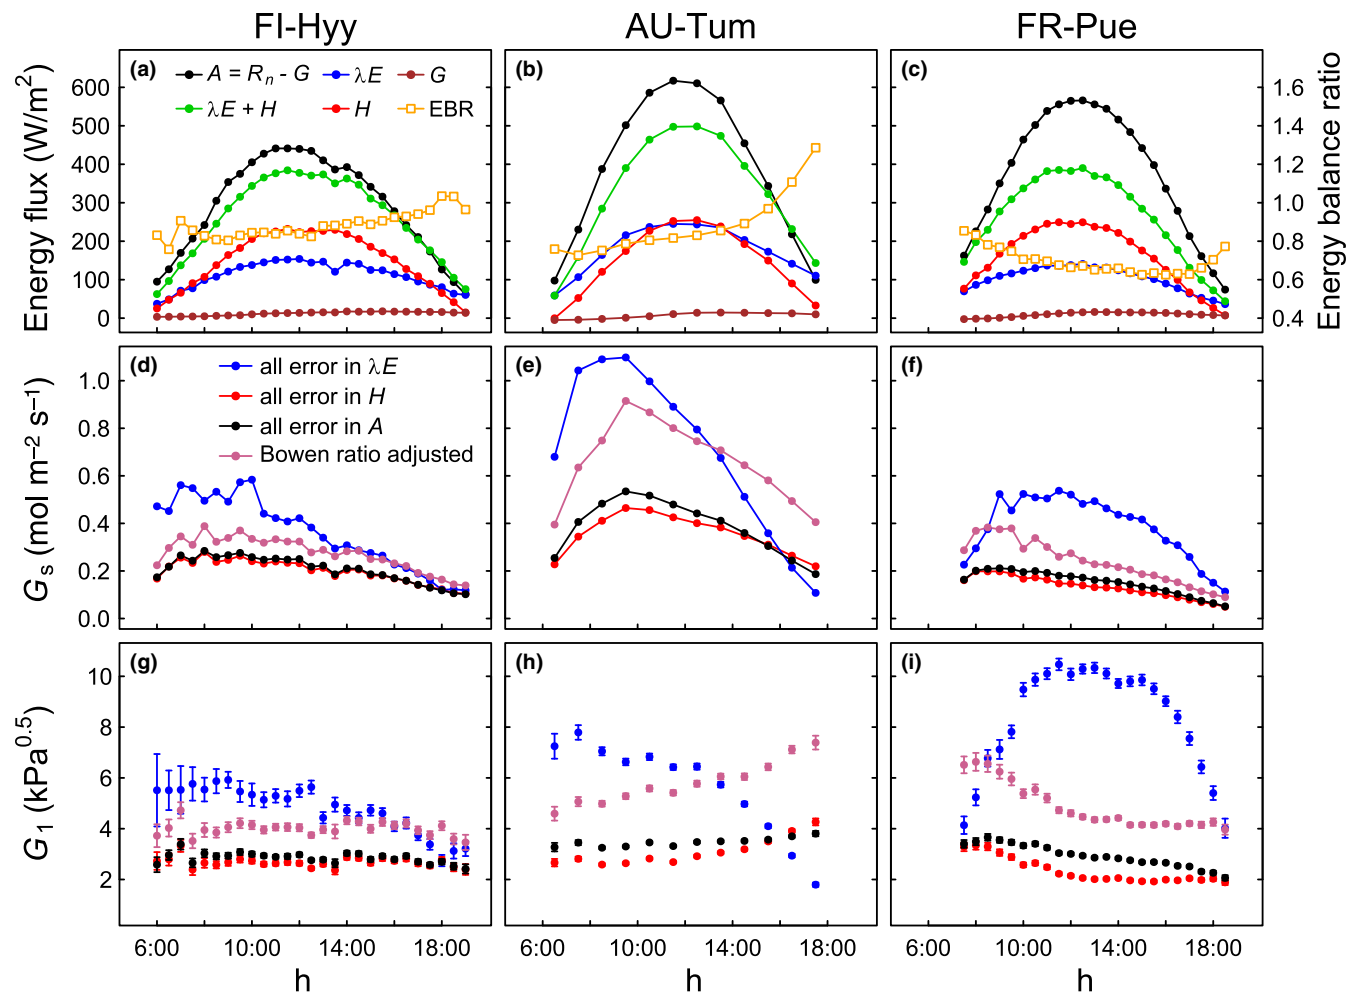 FI-Hyy AU-Tum FR-Pue
(a) A = Rn - G λE G
λE + H H EBR
(b)
(c)
Energy flux (W/m²)
600
500
400
300
200
100
0
1.6
1.4
1.2
1.0
0.8
0.6
0.4
Energy balance ratio
(d) all error in λE
all error in H
all error in A
Bowen ratio adjusted
(e)
(f)
Gs (mol m⁻² s⁻¹)
1.0
0.8
0.6
0.4
0.2
0.0
(g)
(h)
(i)
G1 (kPa^0.5)
10
8
6
4
2
6:00 10:00 14:00 18:00
6:00 10:00 14:00 18:00
6:00 10:00 14:00 18:00
h h h